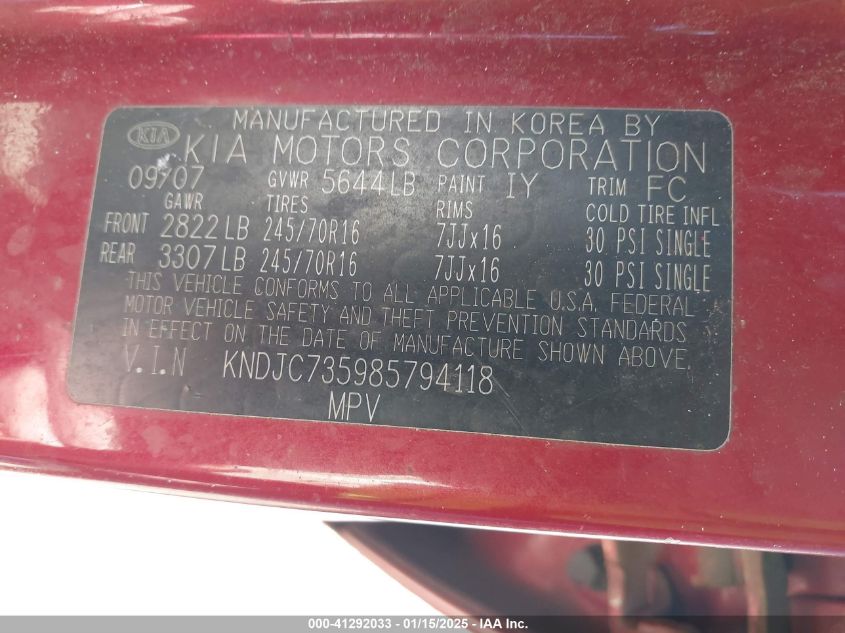 MANUFACTURED IN KOREA BY
KIA KIA MOTORS CORPORATION
09/07 GVWR 5644LB PAINT IY TRIM FC
GAWR TIRES RIMS COLD TIRE INFL
FRONT 2822LB 245/70R16 7JJx16 30 PSI SINGLE
REAR 3307LB 245/70R16 7JJx16 30 PSI SINGLE
THIS VEHICLE CONFORMS TO ALL APPLICABLE U.S.A. FEDERAL
MOTOR VEHICLE SAFETY AND THEFT PREVENTION STANDARDS
IN EFFECT ON THE DATE OF MANUFACTURE SHOWN ABOVE.
V.I.N KNDJC735985794118
MPV
000-41292033 - 01/15/2025 - IAA Inc.